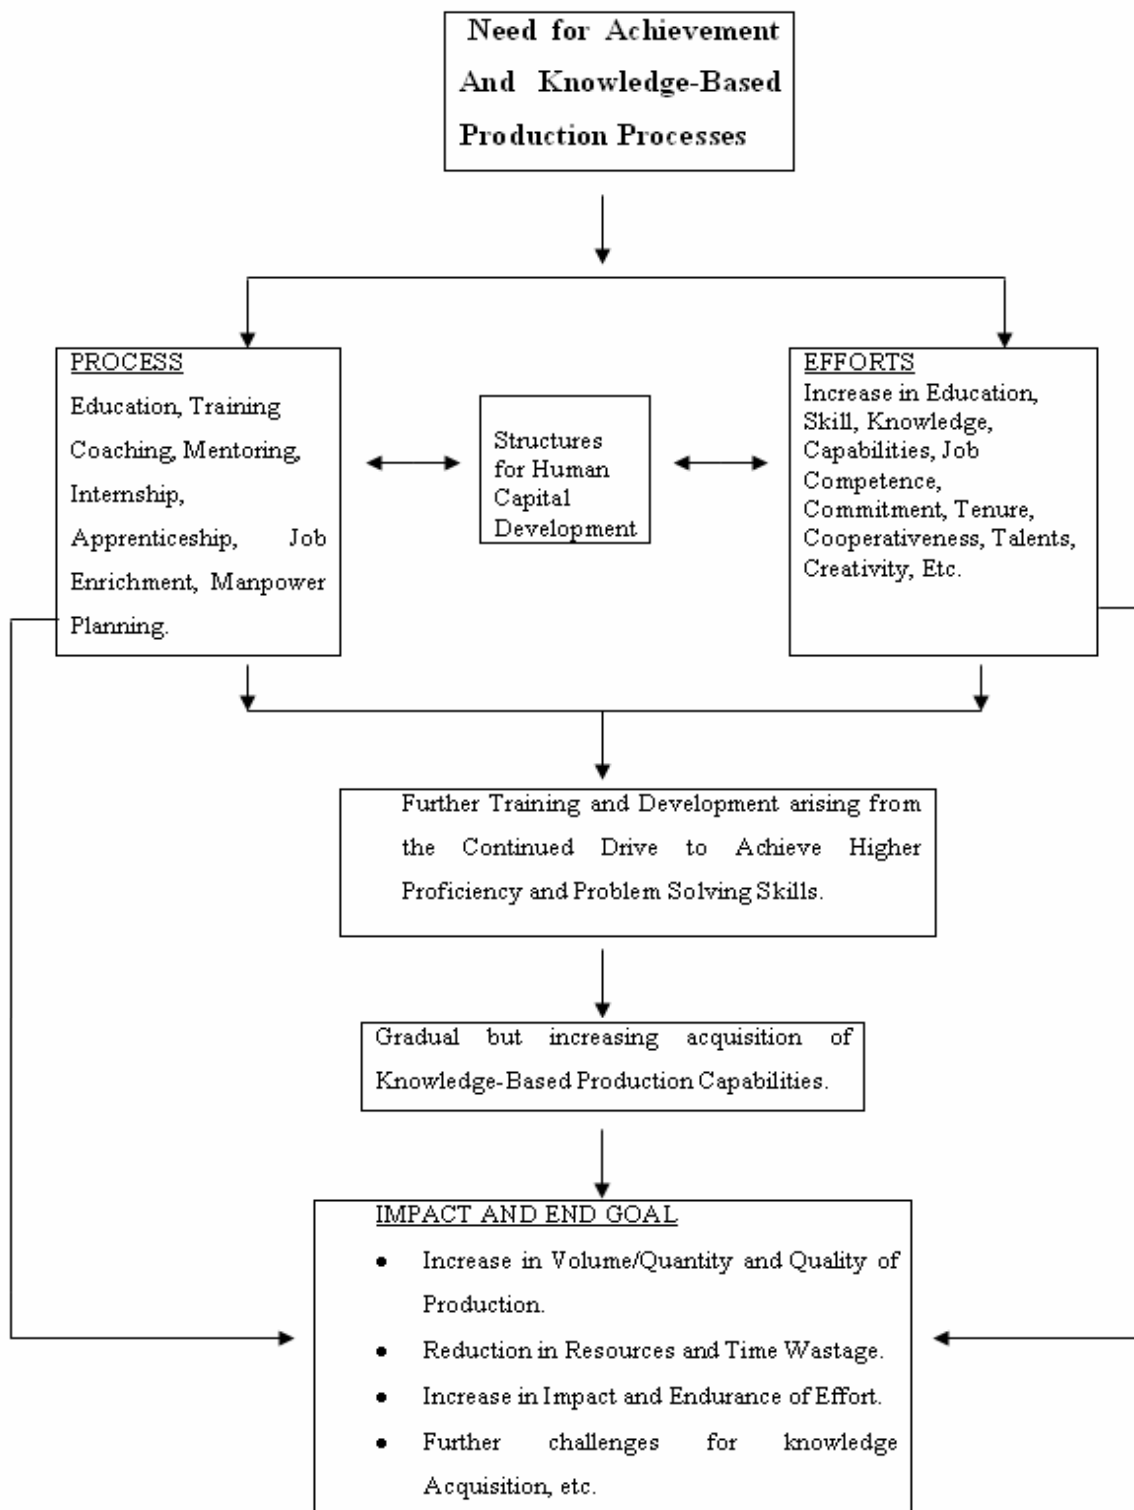 Need for Achievement
And Knowledge-Based
Production Processes
PROCESS
Education, Training
Coaching, Mentoring,
Internship,
Apprenticeship, Job
Enrichment, Manpower
Planning.
Structures
for Human
Capital
Development
EFFORTS
Increase in Education,
Skill, Knowledge,
Capabilities, Job
Competence,
Commitment, Tenure,
Cooperativeness, Talents,
Creativity, Etc.
Further Training and Development arising from
the Continued Drive to Achieve Higher
Proficiency and Problem Solving Skills.
Gradual but increasing acquisition of
Knowledge-Based Production Capabilities.
IMPACT AND END GOAL
● Increase in Volume/Quantity and Quality of
Production.
● Reduction in Resources and Time Wastage.
● Increase in Impact and Endurance of Effort.
● Further challenges for knowledge
Acquisition, etc.